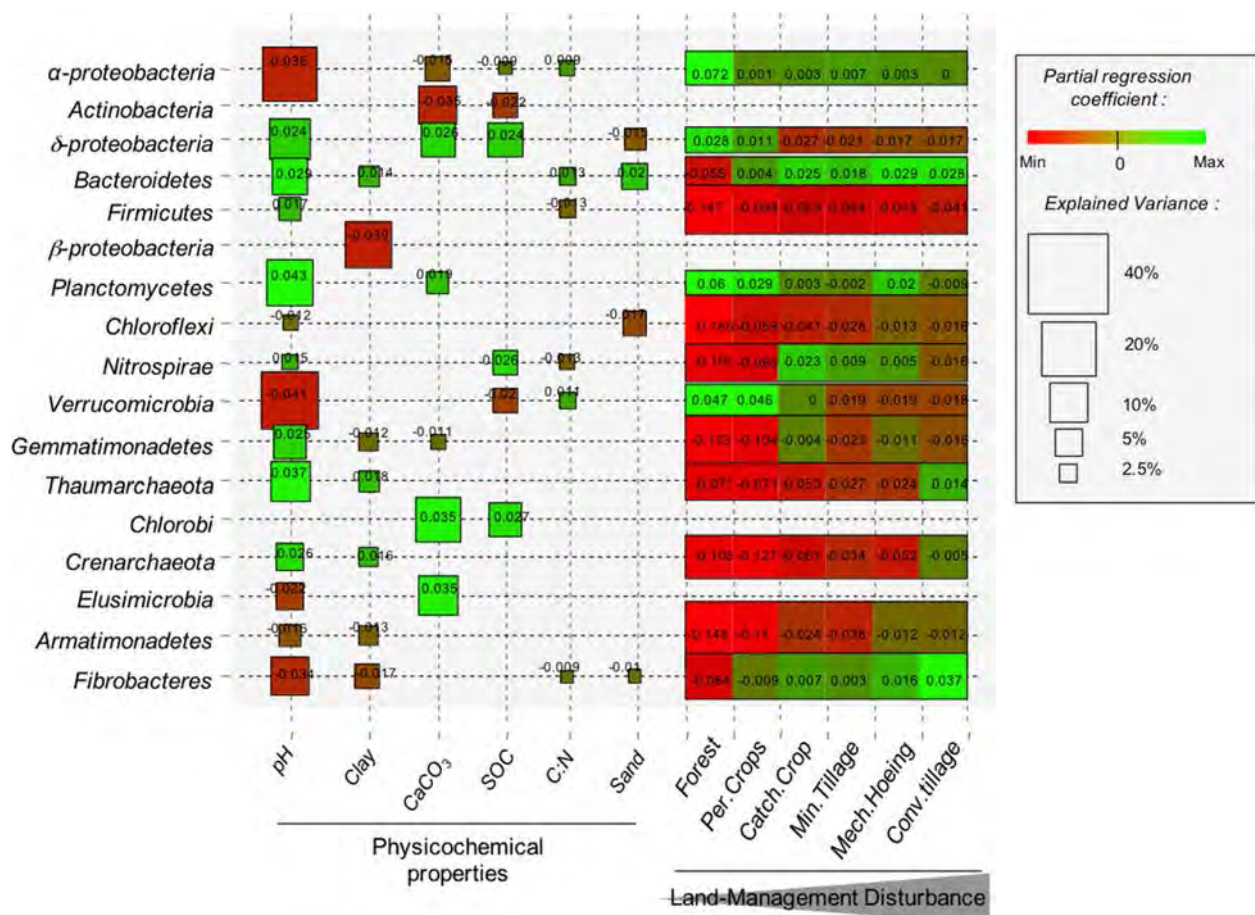 α-proteobacteria -0.015 -0.009 0.009 0.072 0.001 0.003 0.007 0.003 0
Actinobacteria -0.035 -0.022
δ-proteobacteria 0.024 0.026 0.024 -0.015 0.028 0.011 -0.027 -0.021 -0.017 -0.017
Bacteroidetes 0.029 0.014 0.013 0.02 -0.055 0.004 0.025 0.018 0.029 0.028
Firmicutes 0.017 -0.013 -0.041
β-proteobacteria -0.039
Planctomycetes 0.043 0.019 0.06 0.029 0.003 -0.002 0.02 -0.009
Chloroflexi -0.012 -0.017 -0.047 -0.028 -0.013 -0.016
Nitrospirae 0.015 0.026 -0.013 0.023 0.009 0.005 -0.016
Verrucomicrobia -0.041 -0.02 0.011 0.047 0.046 0 -0.019 -0.019 -0.018
Gemmatimonadetes 0.025 -0.012 -0.011 -0.104 -0.004 -0.023 -0.011 -0.016
Thaumarchaeota 0.037 0.018 -0.071 -0.027 -0.024 0.014
Chlorobi 0.035 0.027
Crenarchaeota 0.026 0.016 -0.127 -0.034 -0.052 -0.005
Elusimicrobia -0.022 0.035
Armatimonadetes -0.013 -0.11 -0.024 -0.012 -0.012
Fibrobacteres -0.034 -0.017 -0.009 -0.01 -0.009 0.007 0.003 0.016 0.037
pH Clay CaCO₃ SOC C:N Sand Forest Per. Crops Catch. Crop Min. Tillage Mech. Hoeing Conv. tillage
Physicochemical
properties
Land-Management Disturbance
Partial regression
coefficient :
Min 0 Max
Explained Variance :
40%
20%
10%
5%
2.5%